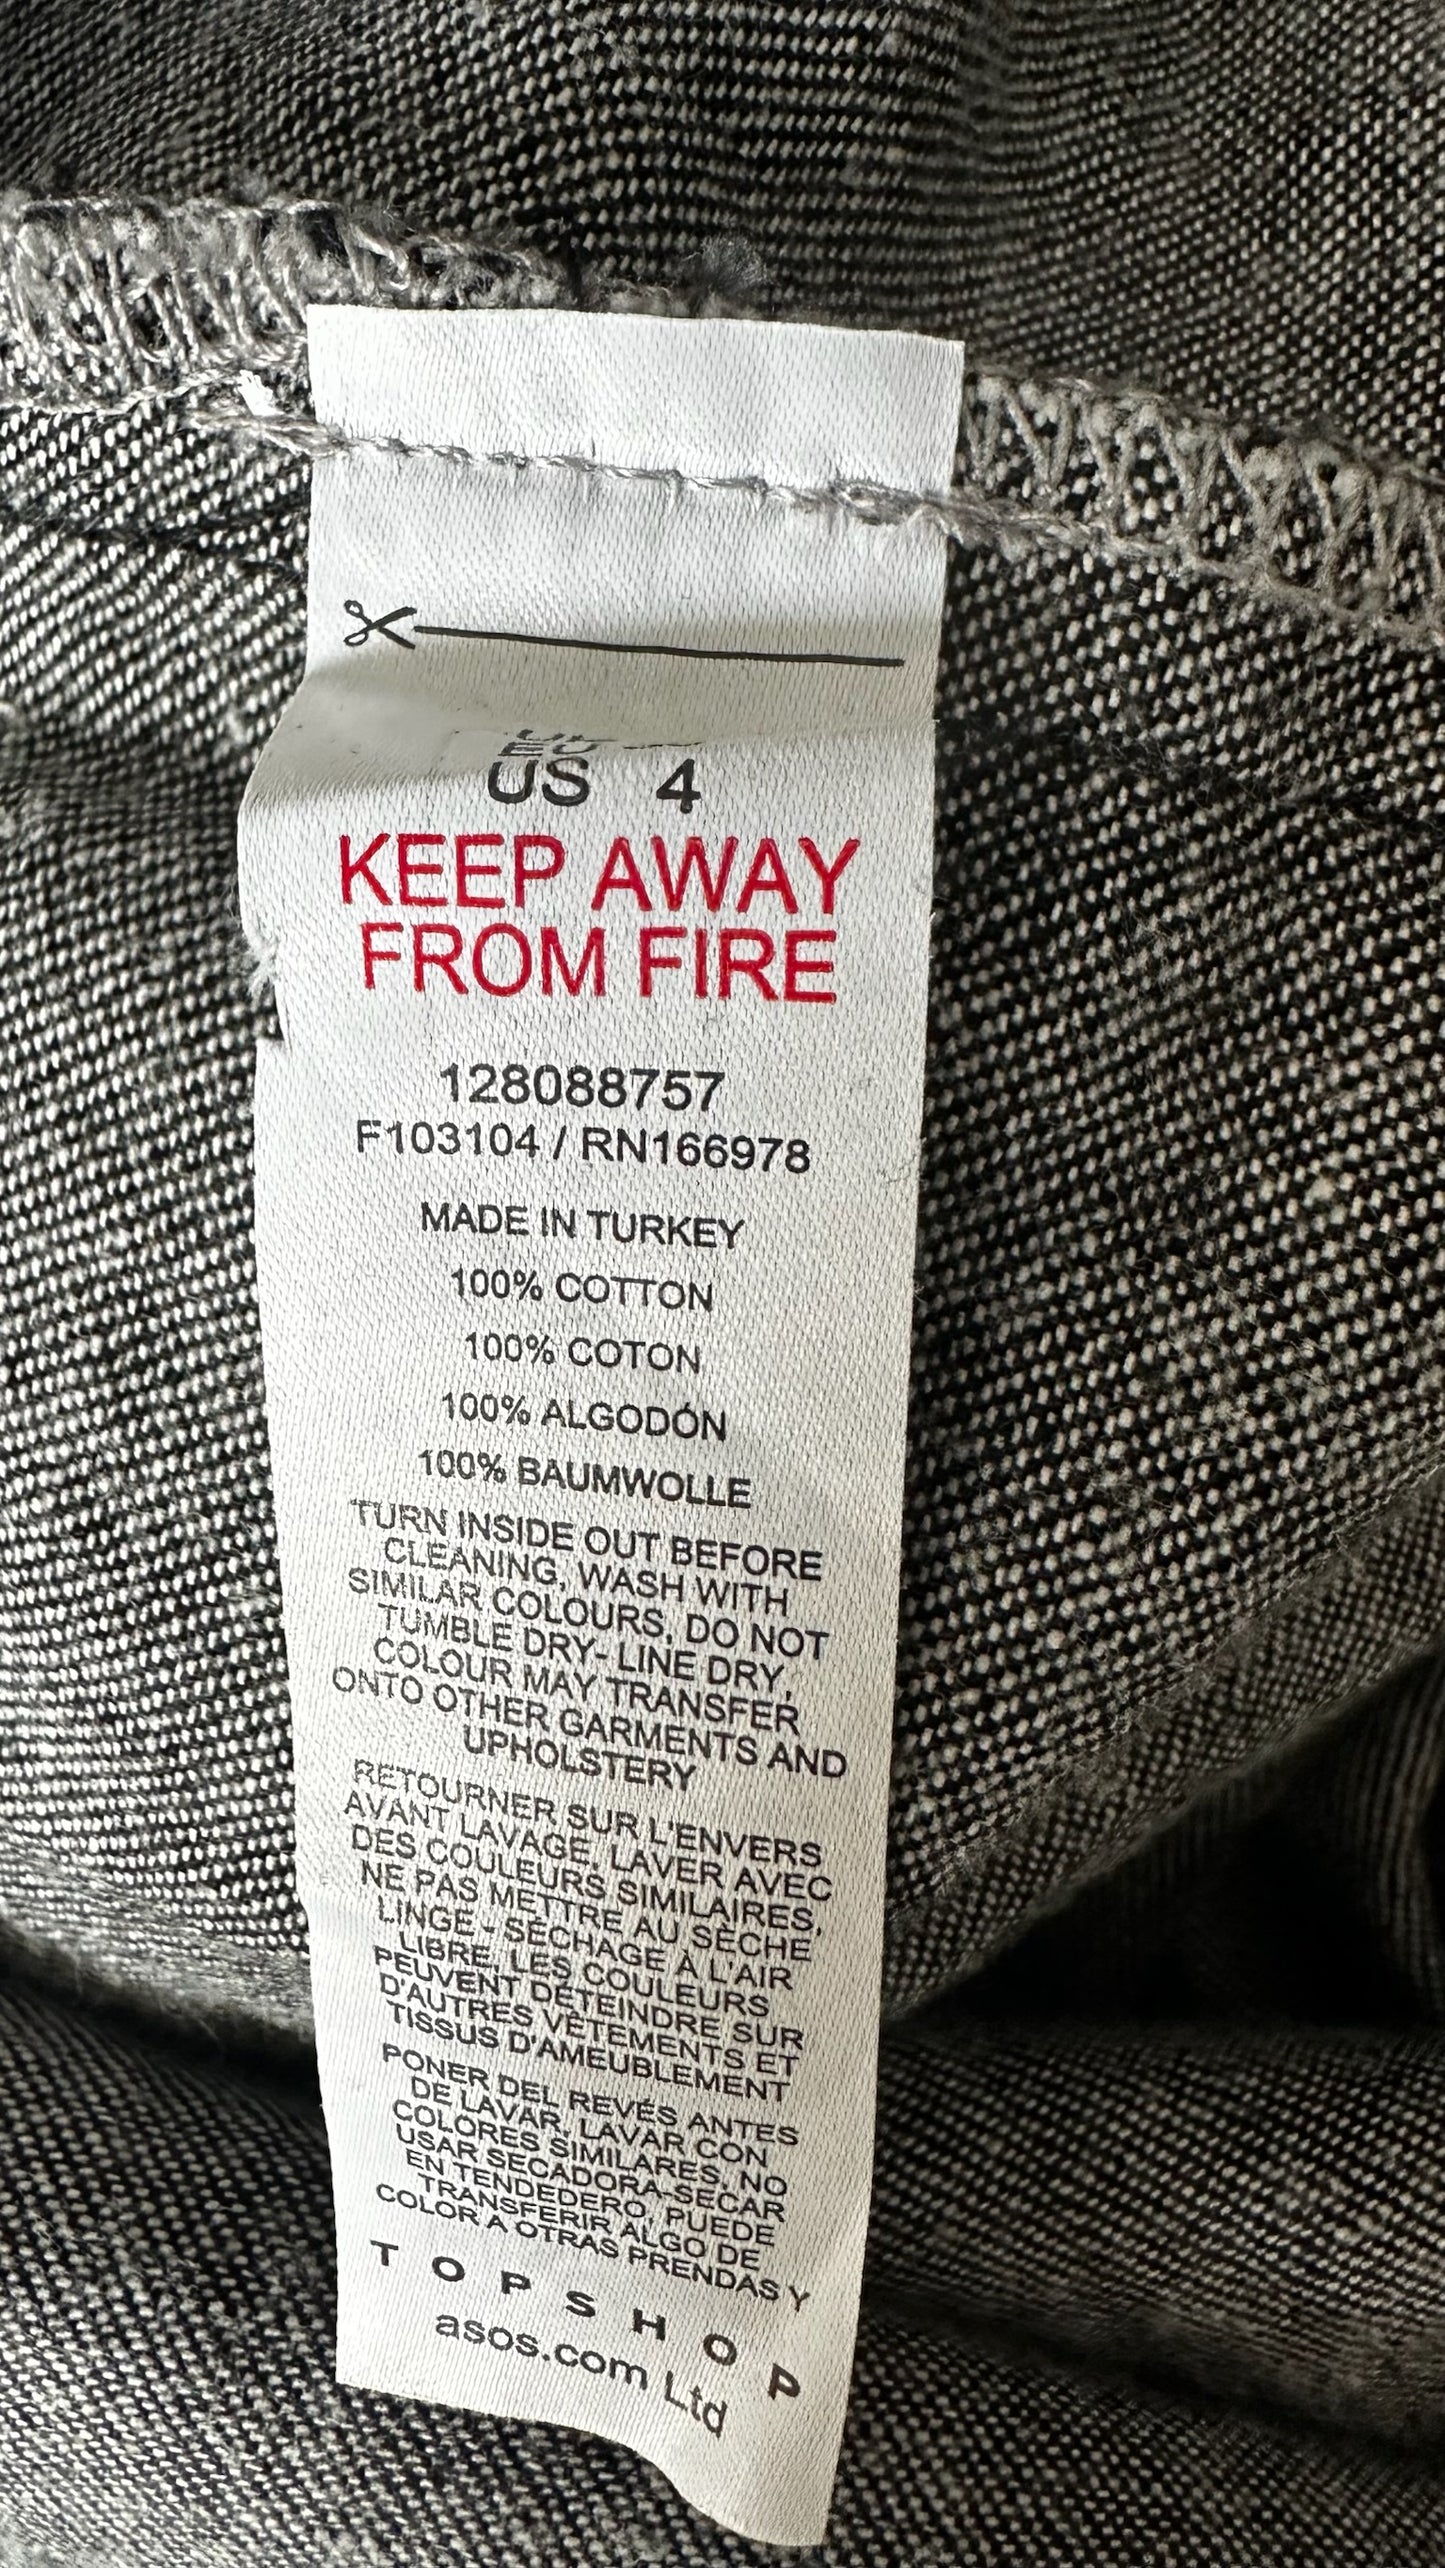 US 4
KEEP AWAY
FROM FIRE
128088757
F103104 / RN166978
MADE IN TURKEY
100% COTTON
100% COTON
100% ALGODÓN
100% BAUMWOLLE
TURN INSIDE OUT BEFORE
CLEANING, WASH WITH
SIMILAR COLOURS, DO NOT
TUMBLE DRY- LINE DRY,
COLOUR MAY TRANSFER
ONTO OTHER GARMENTS AND
UPHOLSTERY
RETOURNER SUR L'ENVERS
AVANT LAVAGE, LAVER AVEC
DES COULEURS SIMILAIRES,
NE PAS METTRE AU SÈCHE
LINGE - SÉCHAGE À L'AIR
LIBRE, LES COULEURS
PEUVENT DÉTEINDRE SUR
D'AUTRES VÊTEMENTS ET
TISSUS D'AMEUBLEMENT
PONER DEL REVÉS ANTES
DE LAVAR, LAVAR CON
COLORES SIMILARES, NO
USAR SECADORA-SECAR
EN TENDEDERO, PUEDE
TRANSFERIR ALGO DE
COLOR A OTRAS PRENDAS Y
TOPSHOP
asos.com Ltd